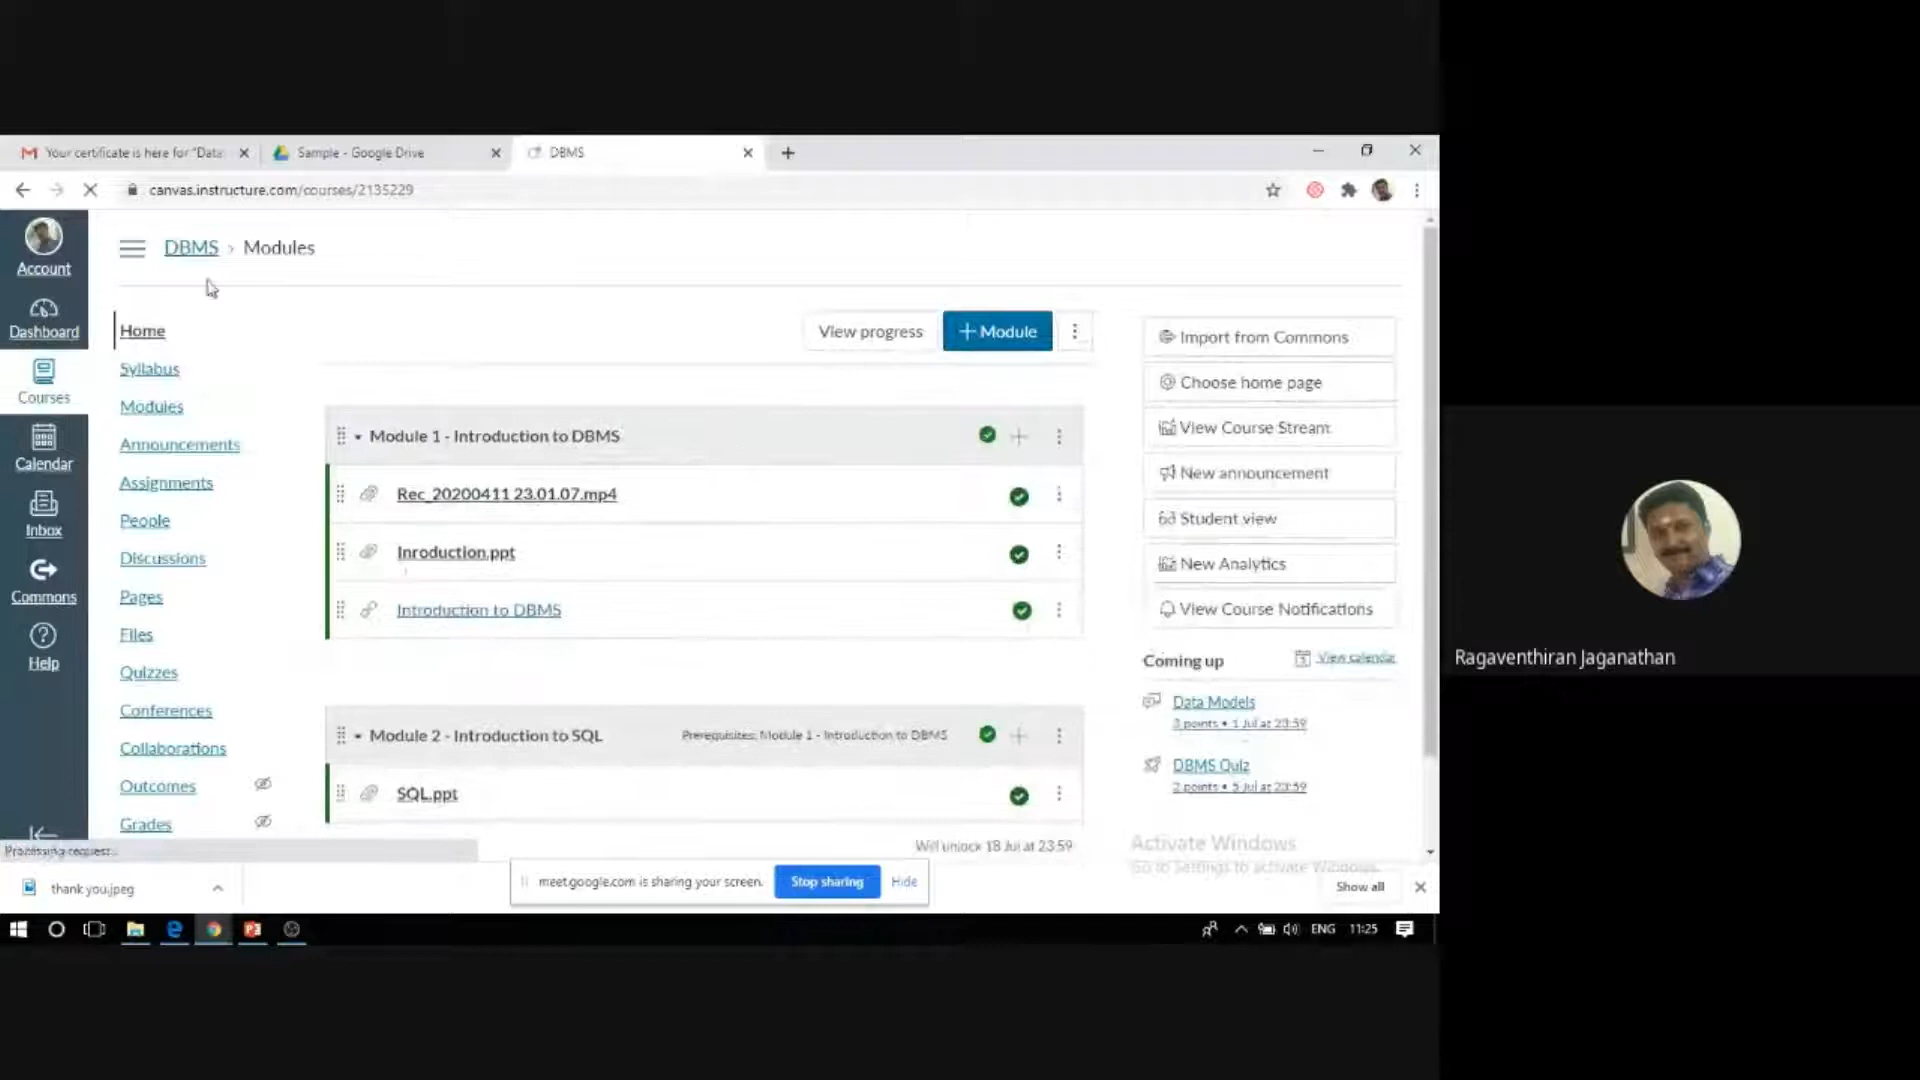 Your certificate is here for "Data
Sample - Google Drive
DBMS
canvas.instructure.com/courses/2135229
Account
Dashboard
Courses
Calendar
Inbox
Commons
Help
DBMS › Modules
Home
Syllabus
Modules
Announcements
Assignments
People
Discussions
Pages
Files
Quizzes
Conferences
Collaborations
Outcomes
Grades
View progress
+ Module
Module 1 - Introduction to DBMS
Rec_20200411 23.01.07.mp4
Inroduction.ppt
Introduction to DBMS
Module 2 - Introduction to SQL
Prerequisites: Module 1 - Introduction to DBMS
SQL.ppt
Will unlock 18 Jul at 23:59
Import from Commons
Choose home page
View Course Stream
New announcement
Student view
New Analytics
View Course Notifications
Coming up
View calendar
Data Models
3 points • 1 Jul at 23:59
DBMS Quiz
2 points • 5 Jul at 23:59
Activate Windows
Go to Settings to activate Windows.
Processing request...
meet.google.com is sharing your screen.
Stop sharing
Hide
thank you.jpeg
Show all
ENG
11:25
Ragaventhiran Jaganathan